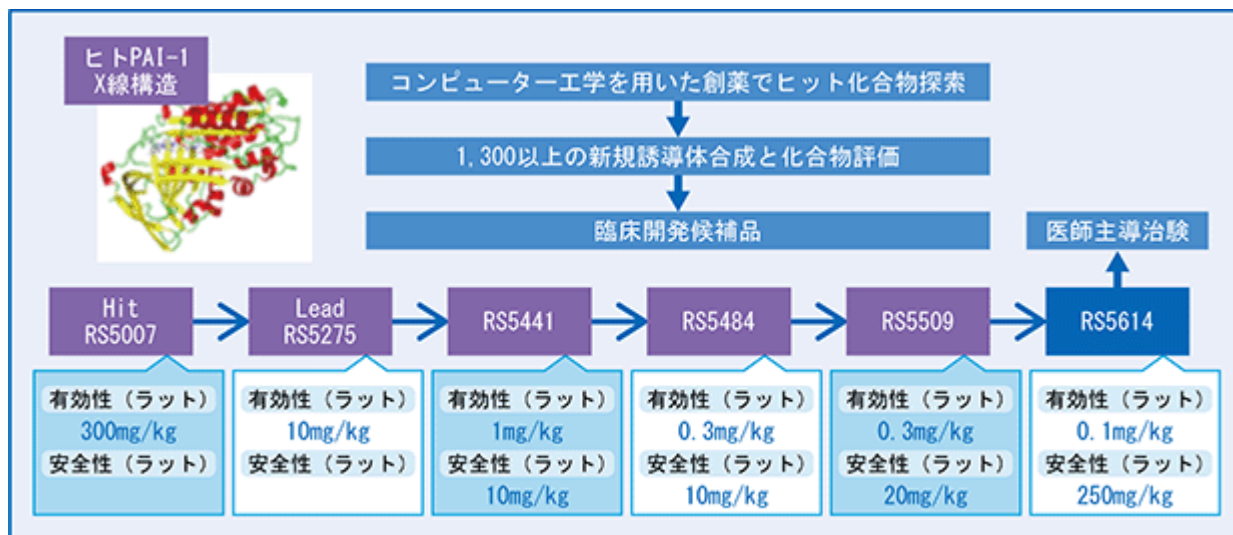 ヒトPAI-1
X線構造
コンピューター工学を用いた創薬でヒット化合物探索
1,300以上の新規誘導体合成と化合物評価
臨床開発候補品
医師主導治験
Hit
RS5007
Lead
RS5275
RS5441
RS5484
RS5509
RS5614
有効性（ラット）
300mg/kg
安全性（ラット）
有効性（ラット）
10mg/kg
安全性（ラット）
有効性（ラット）
1mg/kg
安全性（ラット）
10mg/kg
有効性（ラット）
0.3mg/kg
安全性（ラット）
10mg/kg
有効性（ラット）
0.3mg/kg
安全性（ラット）
20mg/kg
有効性（ラット）
0.1mg/kg
安全性（ラット）
250mg/kg